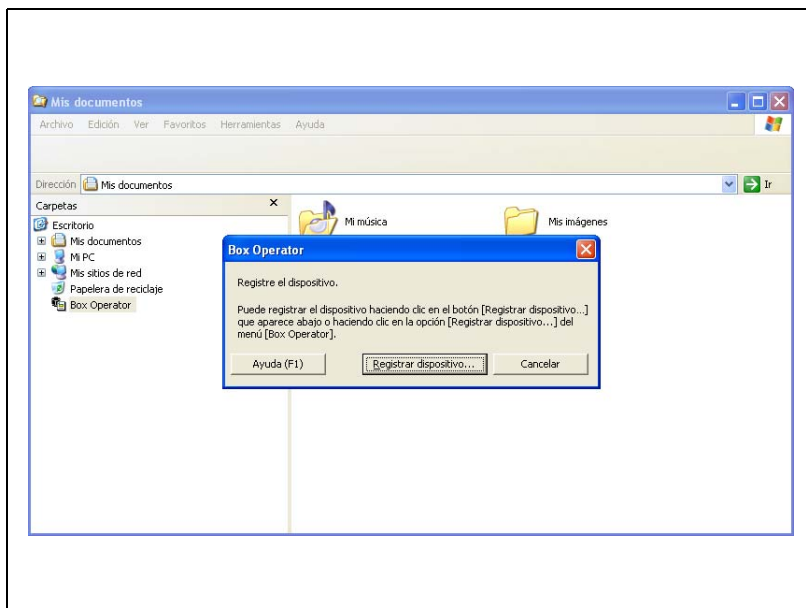 Mis documentos
Archivo Edición Ver Favoritos Herramientas Ayuda
Dirección Mis documentos Ir
Carpetas
Escritorio
Mis documentos
Mi PC
Mis sitios de red
Papelera de reciclaje
Box Operator
Mi música
Mis imágenes
Box Operator
Registre el dispositivo.
Puede registrar el dispositivo haciendo clic en el botón [Registrar dispositivo...]
que aparece abajo o haciendo clic en la opción [Registrar dispositivo...] del
menú [Box Operator].
Ayuda (F1) Registrar dispositivo... Cancelar